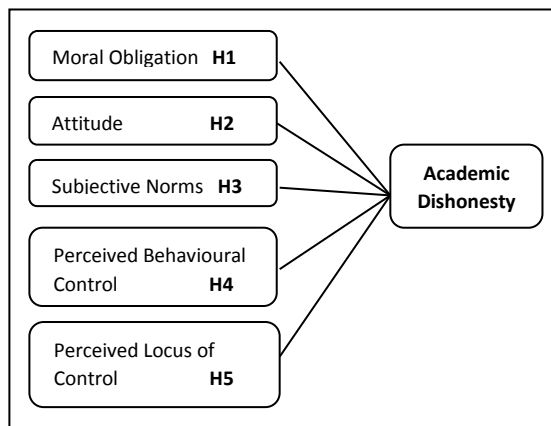 Moral Obligation H1
Attitude H2
Subjective Norms H3
Perceived Behavioural
Control H4
Perceived Locus of
Control H5
Academic
Dishonesty